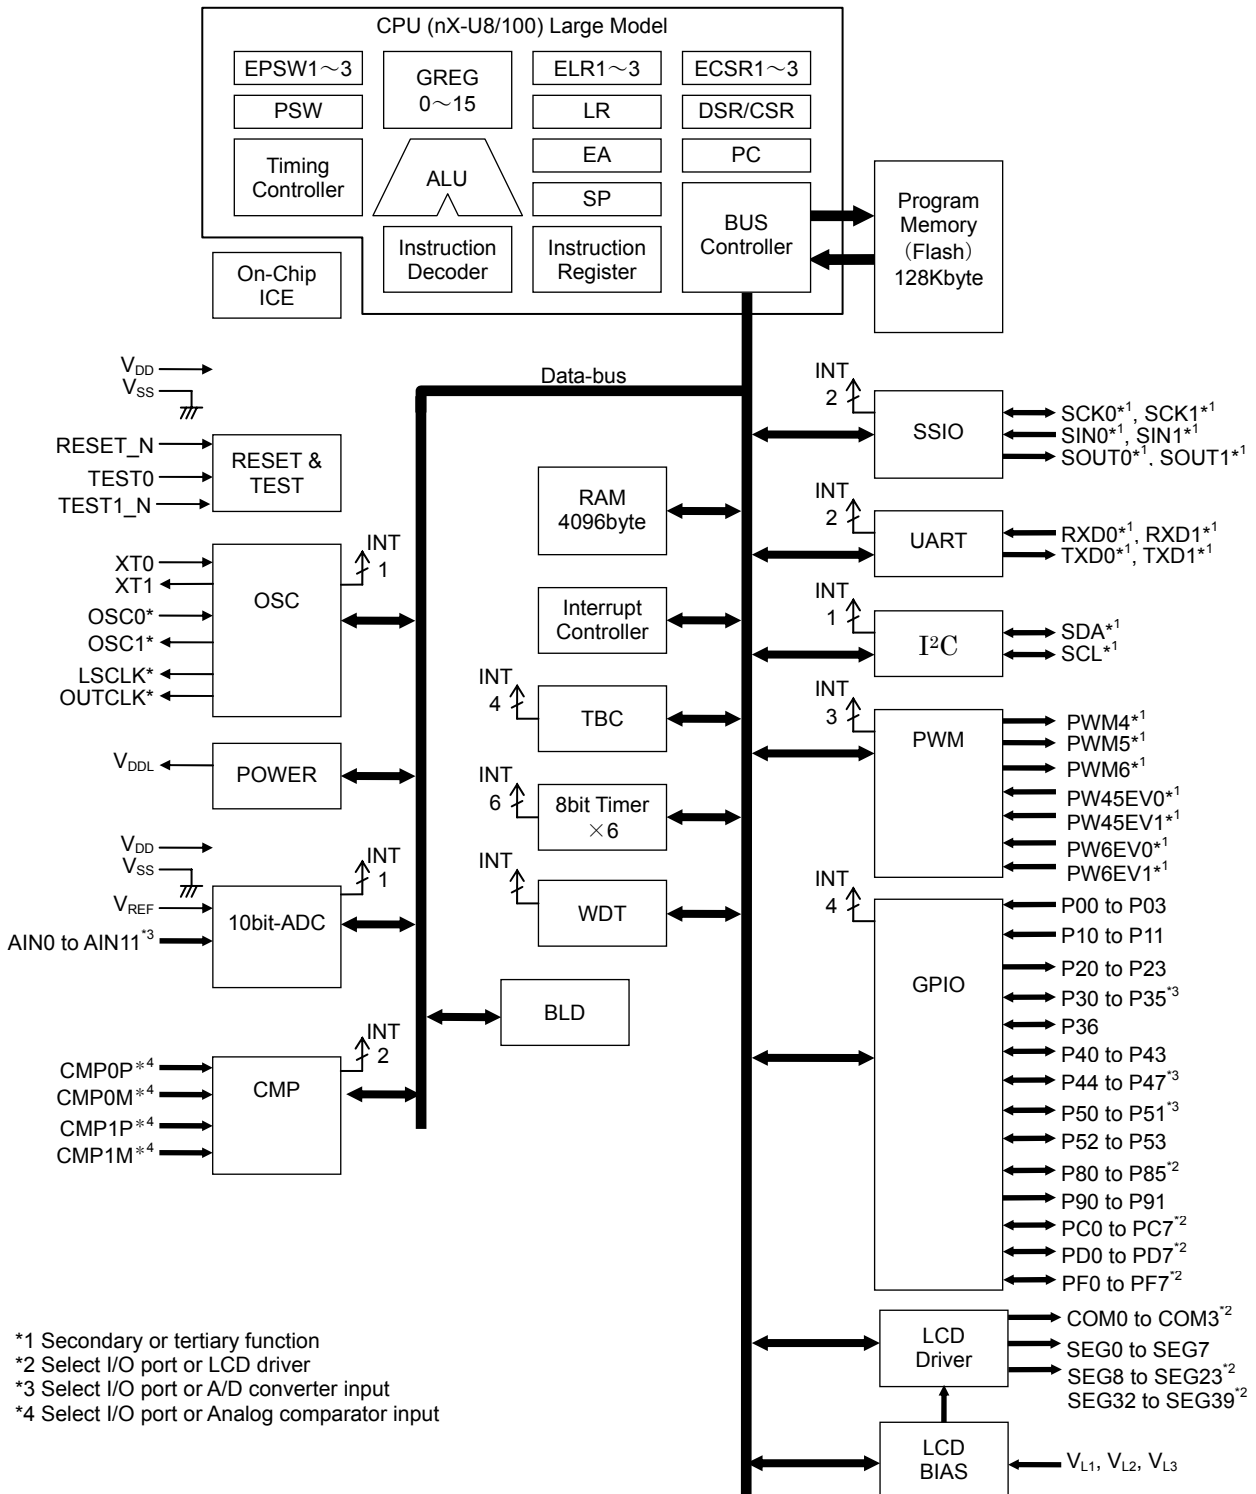 CPU (nX-U8/100) Large Model
EPSW1～3
GREG
0～15
ELR1～3
ECSR1～3
PSW
LR
DSR/CSR
Timing
Controller
ALU
EA
PC
SP
BUS
Controller
Instruction
Decoder
Instruction
Register
Program
Memory
(Flash)
128Kbyte
On-Chip
ICE
VDD
VSS
Data-bus
RESET_N
TEST0
TEST1_N
RESET &
TEST
XT0
XT1
OSC0*
OSC1*
LSCLK*
OUTCLK*
OSC
INT
1
VDDL
POWER
VDD
VSS
VREF
AIN0 to AIN11*3
10bit-ADC
INT
1
CMP0P*4
CMP0M*4
CMP1P*4
CMP1M*4
CMP
INT
2
RAM
4096byte
Interrupt
Controller
INT
4
TBC
INT
6
8bit Timer
×6
INT
WDT
BLD
INT
2
SSIO
SCK0*1, SCK1*1
SIN0*1, SIN1*1
SOUT0*1, SOUT1*1
INT
2
UART
RXD0*1, RXD1*1
TXD0*1, TXD1*1
INT
1
I²C
SDA*1
SCL*1
INT
3
PWM
PWM4*1
PWM5*1
PWM6*1
PW45EV0*1
PW45EV1*1
PW6EV0*1
PW6EV1*1
INT
4
GPIO
P00 to P03
P10 to P11
P20 to P23
P30 to P35*3
P36
P40 to P43
P44 to P47*3
P50 to P51*3
P52 to P53
P80 to P85*2
P90 to P91
PC0 to PC7*2
PD0 to PD7*2
PF0 to PF7*2
LCD
Driver
COM0 to COM3*2
SEG0 to SEG7
SEG8 to SEG23*2
SEG32 to SEG39*2
LCD
BIAS
VL1, VL2, VL3
*1 Secondary or tertiary function
*2 Select I/O port or LCD driver
*3 Select I/O port or A/D converter input
*4 Select I/O port or Analog comparator input